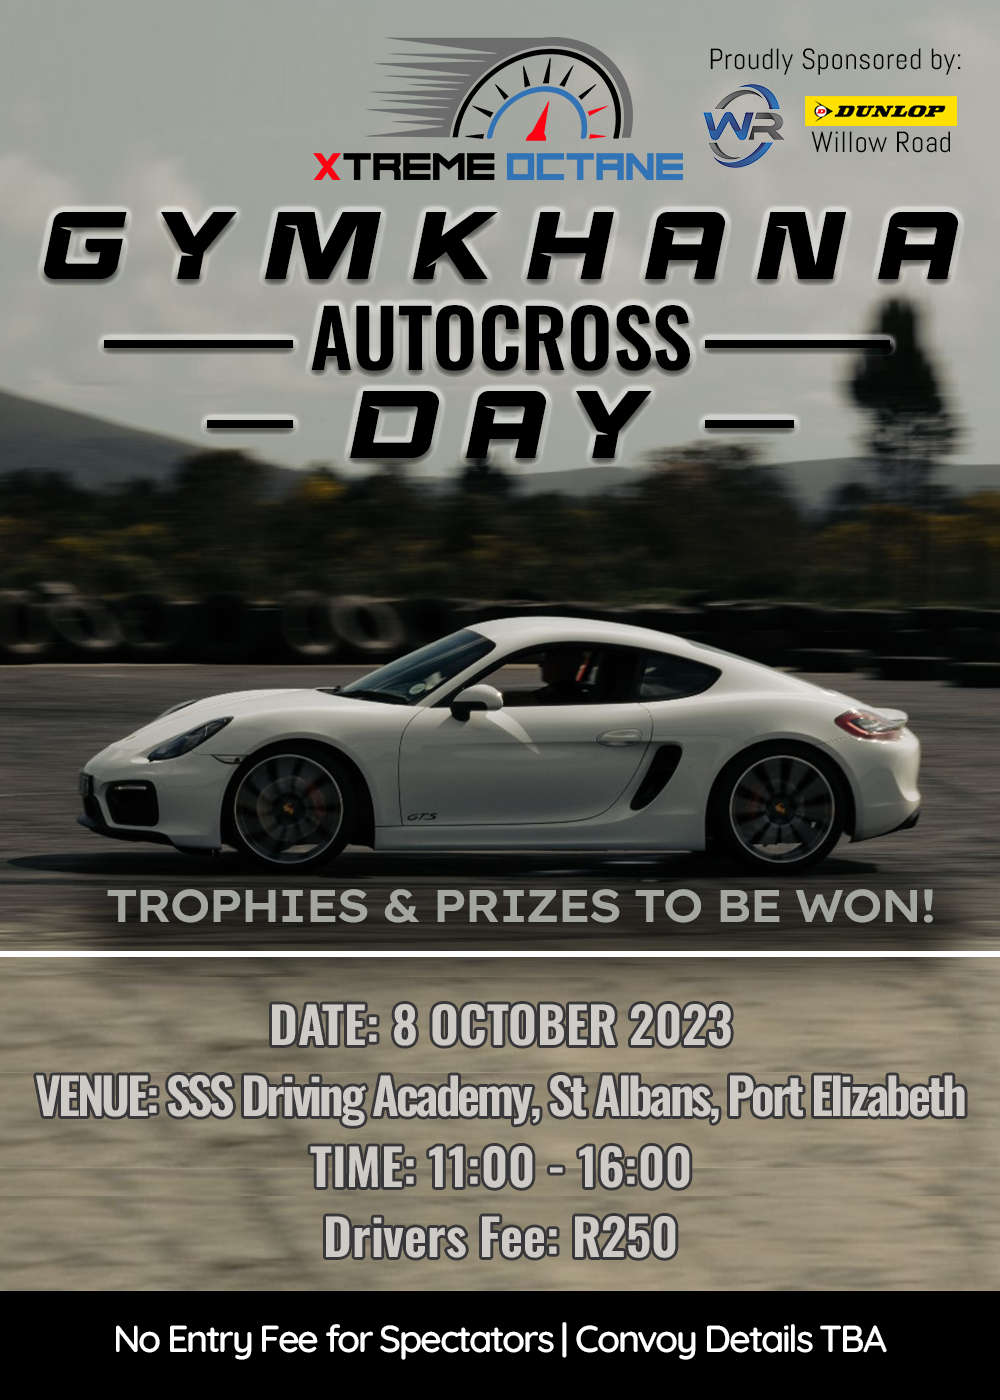 Proudly Sponsored by:
WR
DUNLOP
Willow Road
XTREME OCTANE
GYMKHANA
AUTOCROSS
DAY
GTS
TROPHIES & PRIZES TO BE WON!
DATE: 8 OCTOBER 2023
VENUE: SSS Driving Academy, St Albans, Port Elizabeth
TIME: 11:00 - 16:00
Drivers Fee: R250
No Entry Fee for Spectators | Convoy Details TBA